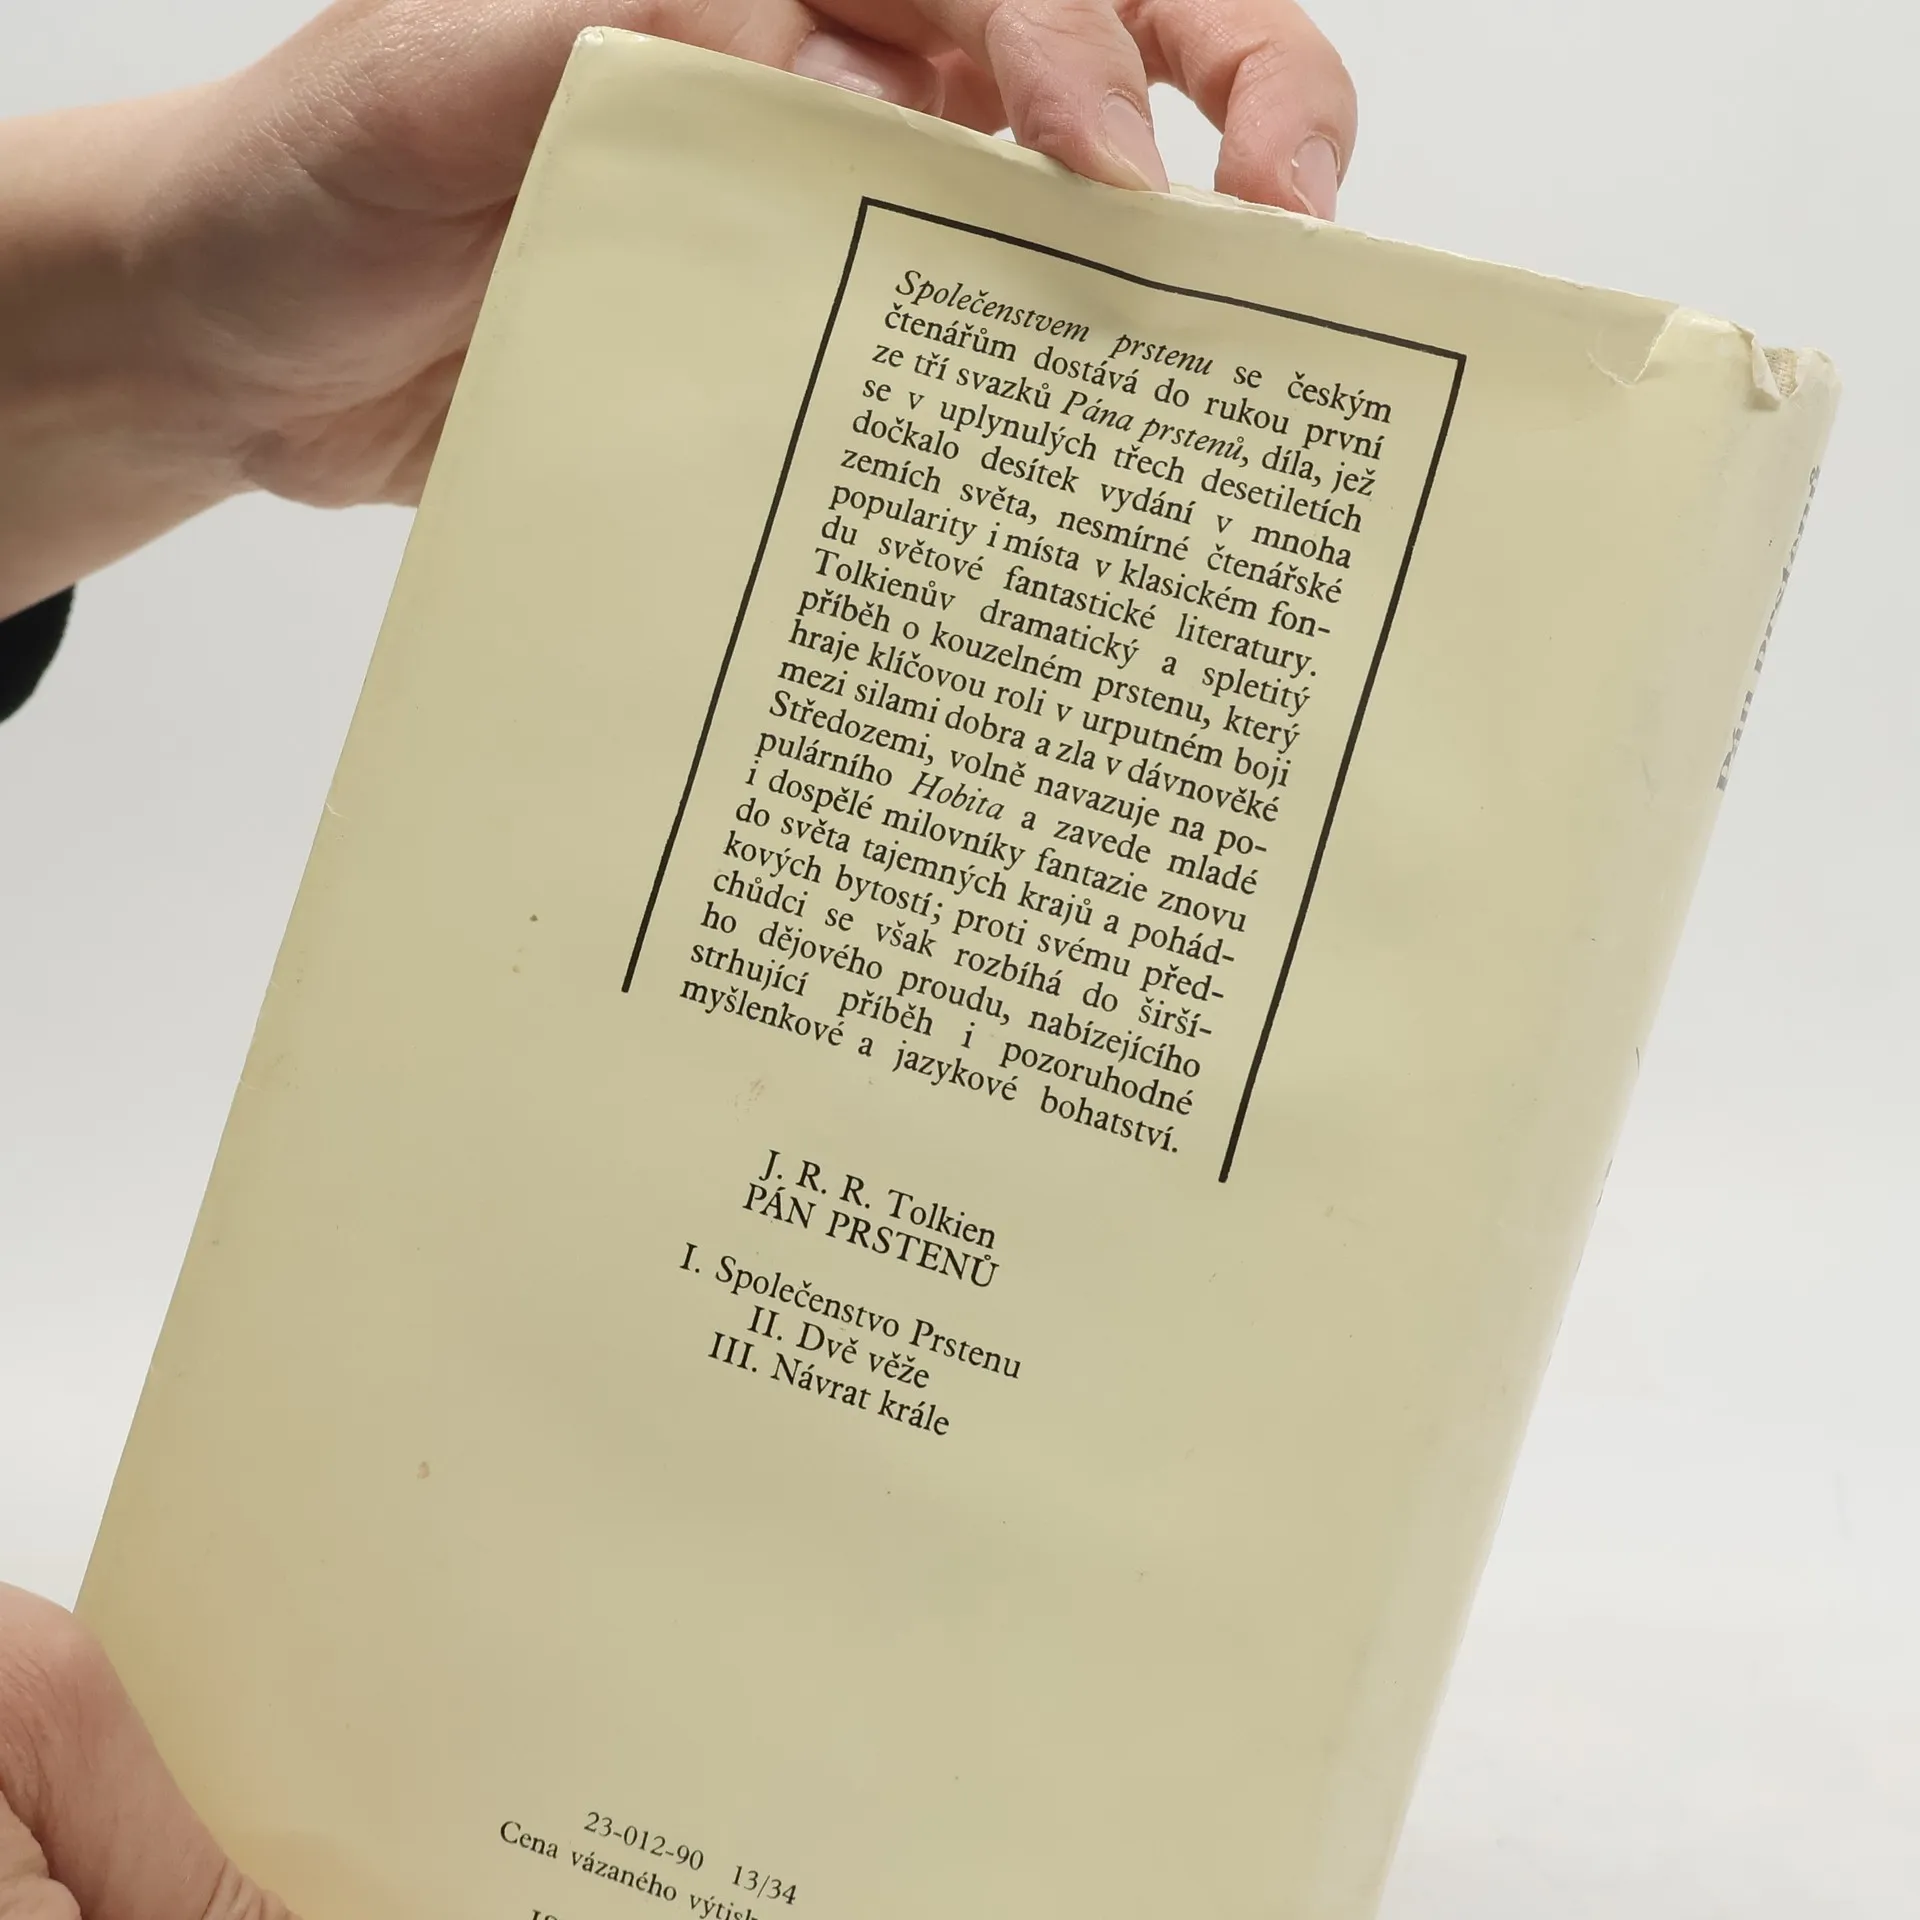 Společenstvem prstenu se českým
čtenářům dostává do rukou první
ze tří svazků Pána prstenů, díla, jež
se v uplynulých třech desetiletích
dočkalo desítek vydání v mnoha
zemích světa, nesmírné čtenářské
popularity i místa v klasickém fon-
du světové fantastické literatury.
Tolkienův dramatický a spletitý
příběh o kouzelném prstenu, který
hraje klíčovou roli v urputném boji
mezi silami dobra a zla v dávnověké
Středozemi, volně navazuje na po-
pulárního Hobita a zavede mladé
i dospělé milovníky fantazie znovu
do světa tajemných krajů a pohád-
kových bytostí; proti svému před-
chůdci se však rozbíhá do širší-
ho dějového proudu, nabízejícího
strhující příběh i pozoruhodné
myšlenkové a jazykové bohatství.
J. R. R. Tolkien
PÁN PRSTENŮ
I. Společenstvo Prstenu
II. Dvě věže
III. Návrat krále
23-012-90 13/34
Cena vázaného
Pán prstenů